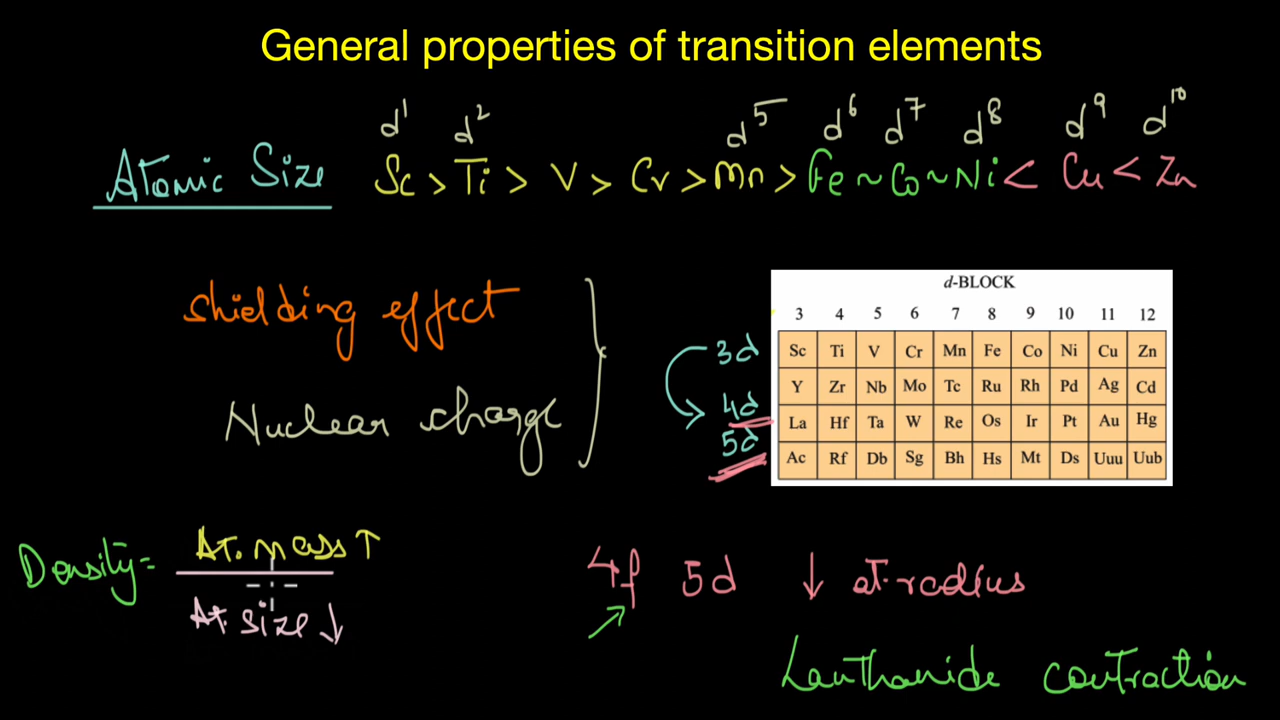 General properties of transition elements
d¹ d² d⁵ d⁶ d⁷ d⁸ d⁹ d¹⁰
Atomic Size Sc > Ti > V > Cr > Mn > Fe ~ Co ~ Ni < Cu < Zn
Shielding effect
Nuclear charge
d-BLOCK
3 4 5 6 7 8 9 10 11 12
3d Sc Ti V Cr Mn Fe Co Ni Cu Zn
4d Y Zr Nb Mo Tc Ru Rh Pd Ag Cd
5d La Hf Ta W Re Os Ir Pt Au Hg
Ac Rf Db Sg Bh Hs Mt Ds Uuu Uub
Density = At. mass ↑
At. size ↓
4f 5d ↓ at. radius
Lanthanide contraction